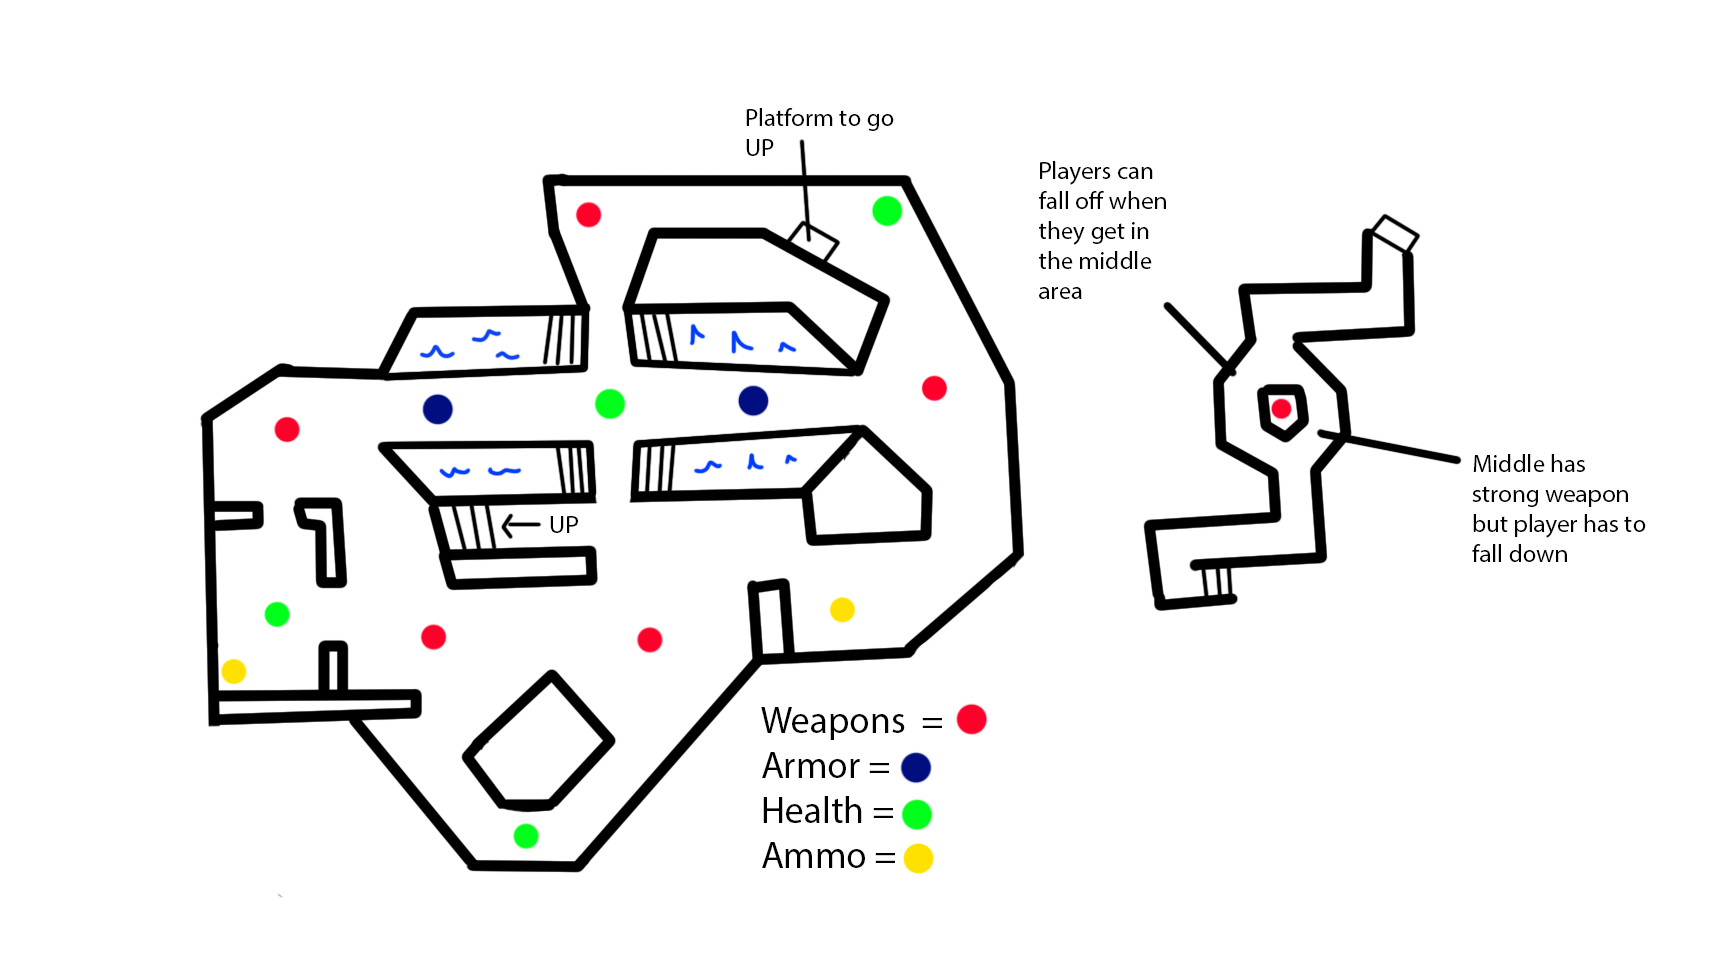 Platform to go
UP
Players can
fall off when
they get in
the middle
area
UP
Middle has
strong weapon
but player has to
fall down
Weapons =
Armor =
Health =
Ammo =